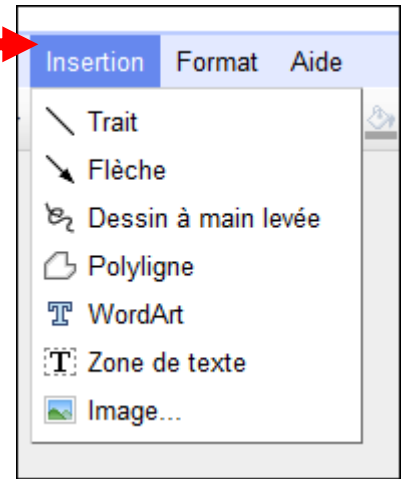 Insertion Format Aide
Trait
Flèche
Dessin à main levée
Polyligne
WordArt
Zone de texte
Image...